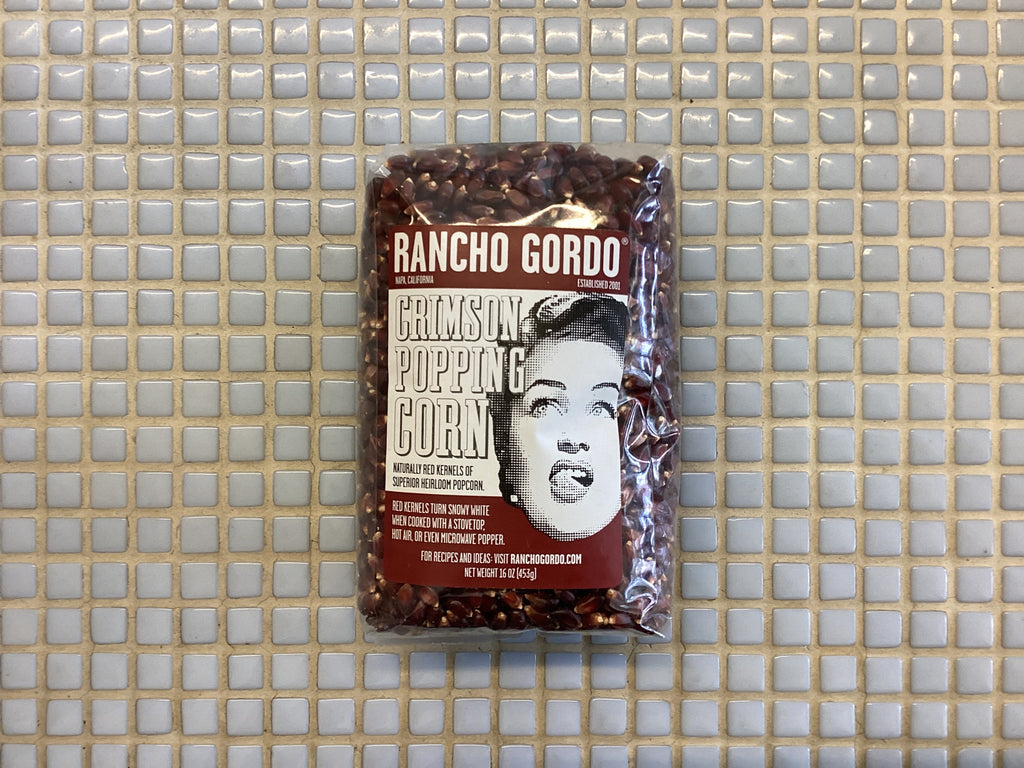 RANCHO GORDO®
NAPA, CALIFORNIA
ESTABLISHED 2001
CRIMSON
POPPING
CORN
NATURALLY RED KERNELS OF
SUPERIOR HEIRLOOM POPCORN.
RED KERNELS TURN SNOWY WHITE
WHEN COOKED WITH A STOVETOP,
HOT AIR, OR EVEN MICROWAVE POPPER.
FOR RECIPES AND IDEAS: VISIT RANCHOGORDO.COM
NET WEIGHT 16 OZ (453g)